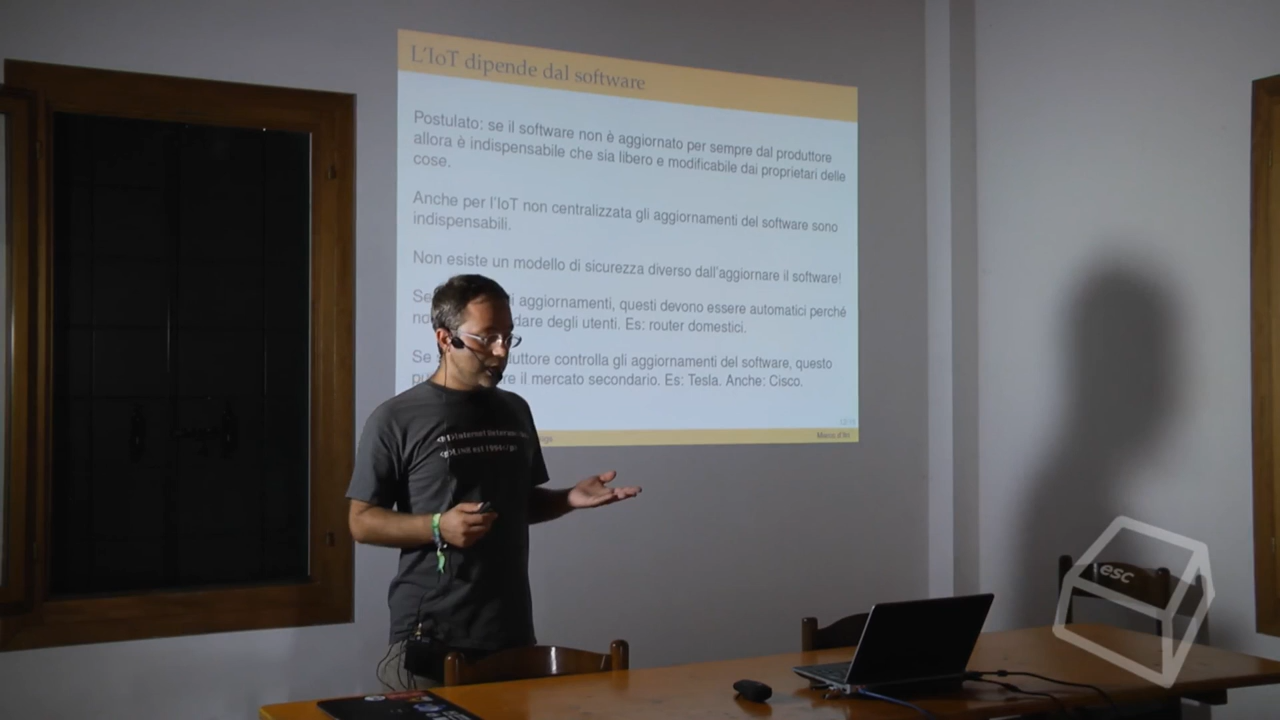 L'IoT dipende dal software
Postulato: se il software non è aggiornato per sempre dal produttore
allora è indispensabile che sia libero e modificabile dai proprietari delle
cose.
Anche per l'IoT non centralizzata gli aggiornamenti del software sono
indispensabili.
Non esiste un modello di sicurezza diverso dall'aggiornare il software!
Se aggiornamenti, questi devono essere automatici perché
degli utenti. Es: router domestici.
Se controlla gli aggiornamenti del software, questo
il mercato secondario. Es: Tesla. Anche: Cisco.
Marco d'Itri
esc